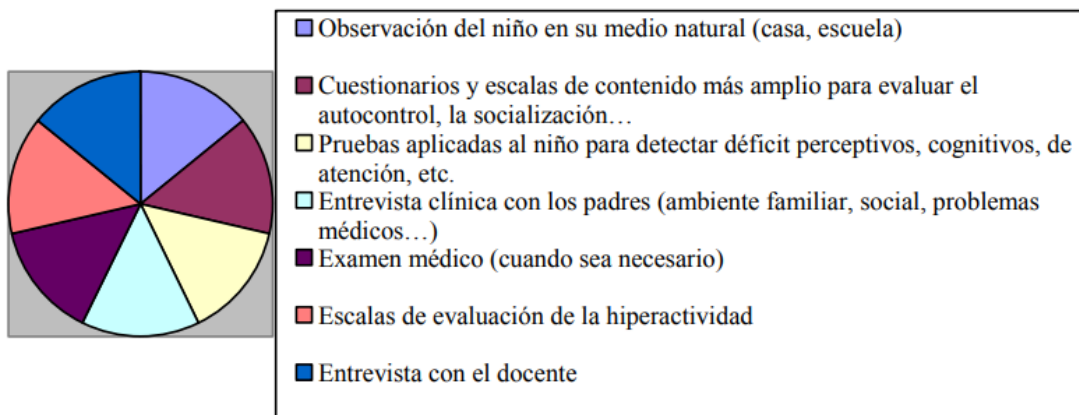 Observación del niño en su medio natural (casa, escuela)
Cuestionarios y escalas de contenido más amplio para evaluar el
autocontrol, la socialización…
Pruebas aplicadas al niño para detectar déficit perceptivos, cognitivos, de
atención, etc.
Entrevista clínica con los padres (ambiente familiar, social, problemas
médicos…)
Examen médico (cuando sea necesario)
Escalas de evaluación de la hiperactividad
Entrevista con el docente